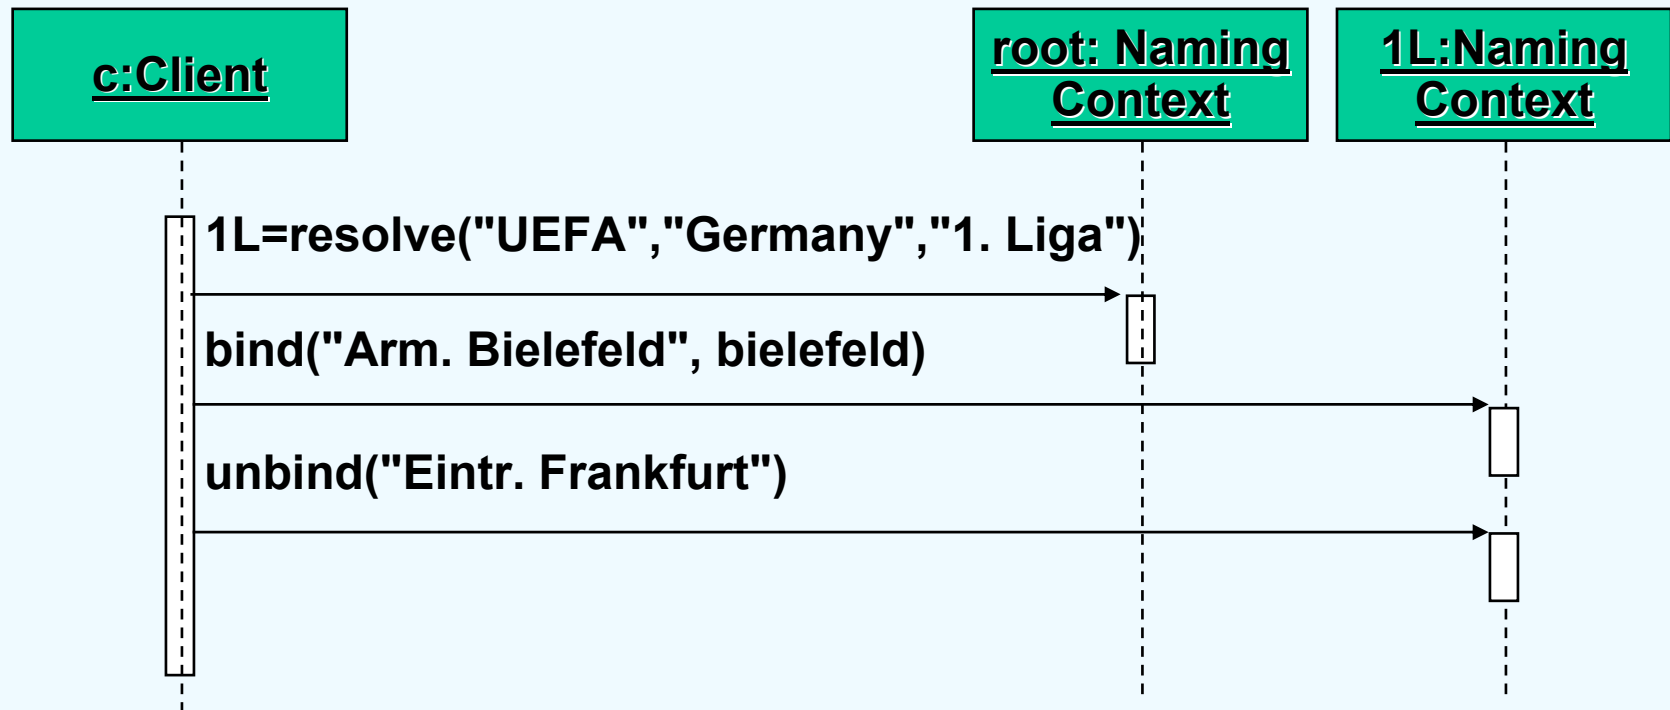 c:Client
root: Naming
Context
1L:Naming
Context
1L=resolve("UEFA","Germany","1. Liga")
bind("Arm. Bielefeld", bielefeld)
unbind("Eintr. Frankfurt")